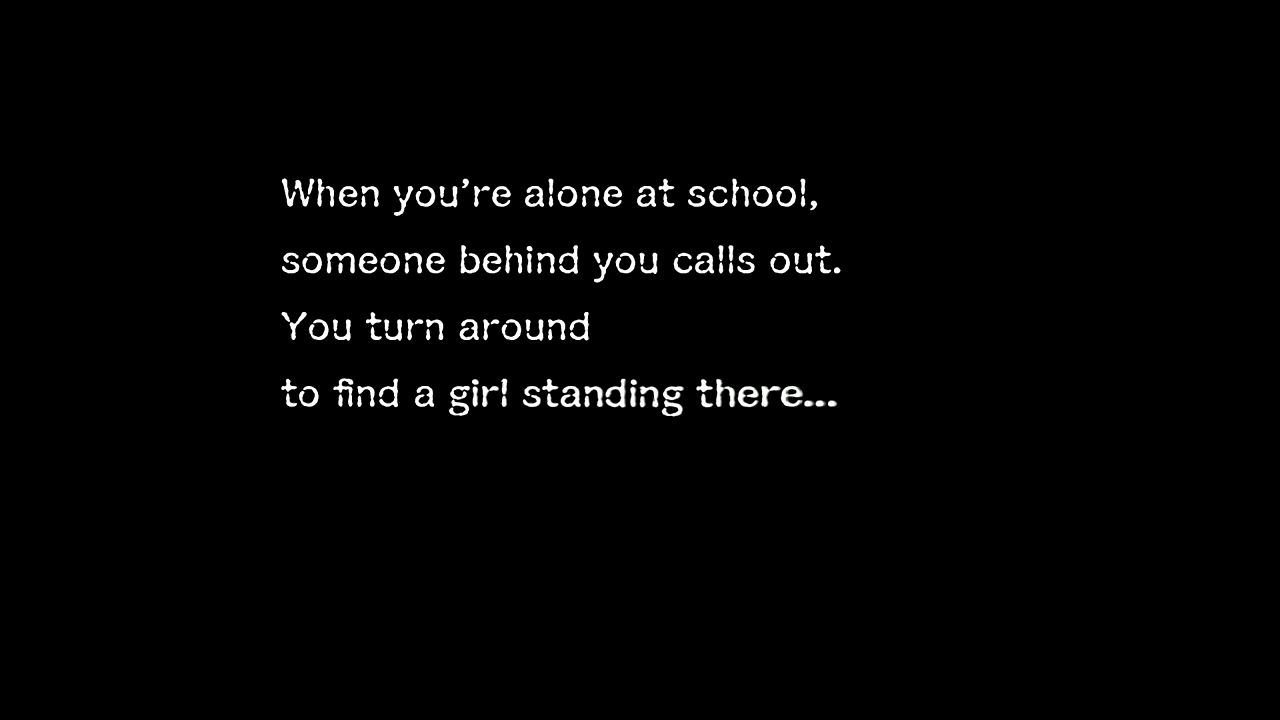 When you’re alone at school,
someone behind you calls out.
You turn around
to find a girl standing there...